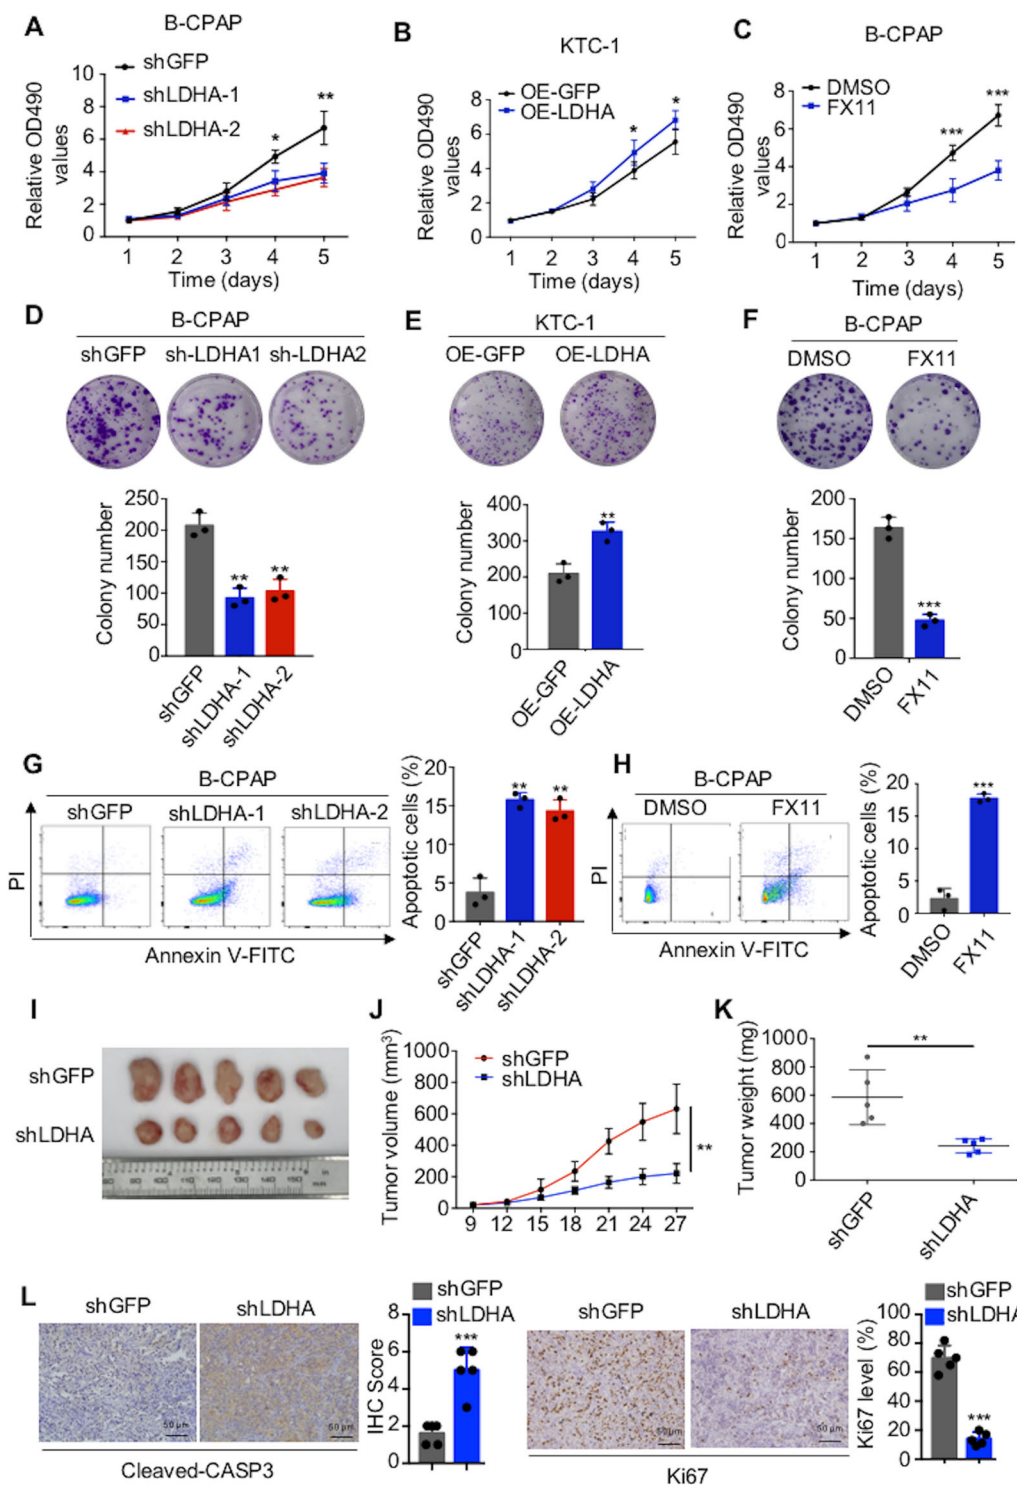 A
B-CPAP
shGFP
shLDHA-1
shLDHA-2
Relative OD490
values
10
8
6
4
2
0
*
**
1 2 3 4 5
Time (days)
B
KTC-1
OE-GFP
OE-LDHA
Relative OD490
values
8
6
4
2
0
*
*
1 2 3 4 5
Time (days)
C
B-CPAP
DMSO
FX11
Relative OD490
values
8
6
4
2
0
***
***
1 2 3 4 5
Time (days)
D
B-CPAP
shGFP sh-LDHA1 sh-LDHA2
Colony number
250
200
150
100
50
0
** **
shGFP
shLDHA-1
shLDHA-2
E
KTC-1
OE-GFP OE-LDHA
Colony number
400
300
200
100
0
**
OE-GFP
OE-LDHA
F
B-CPAP
DMSO FX11
Colony number
200
150
100
50
0
***
DMSO
FX11
G
B-CPAP
shGFP shLDHA-1 shLDHA-2
PI
Annexin V-FITC
Apoptotic cells (%)
20
15
10
5
0
** **
shGFP
shLDHA-1
shLDHA-2
H
B-CPAP
DMSO FX11
PI
Annexin V-FITC
Apoptotic cells (%)
20
15
10
5
0
***
DMSO
FX11
I
shGFP
shLDHA
J
Tumor volume (mm³)
1000
800
600
400
200
0
shGFP
shLDHA
**
9 12 15 18 21 24 27
K
Tumor weight (mg)
1000
800
600
400
200
0
**
shGFP
shLDHA
L
shGFP shLDHA
50 μm
50 μm
Cleaved-CASP3
shGFP
shLDHA
IHC Score
8
6
4
2
0
***
shGFP shLDHA
50 μm
50 μm
Ki67
shGFP
shLDHA
Ki67 level (%)
100
80
60
40
20
0
***